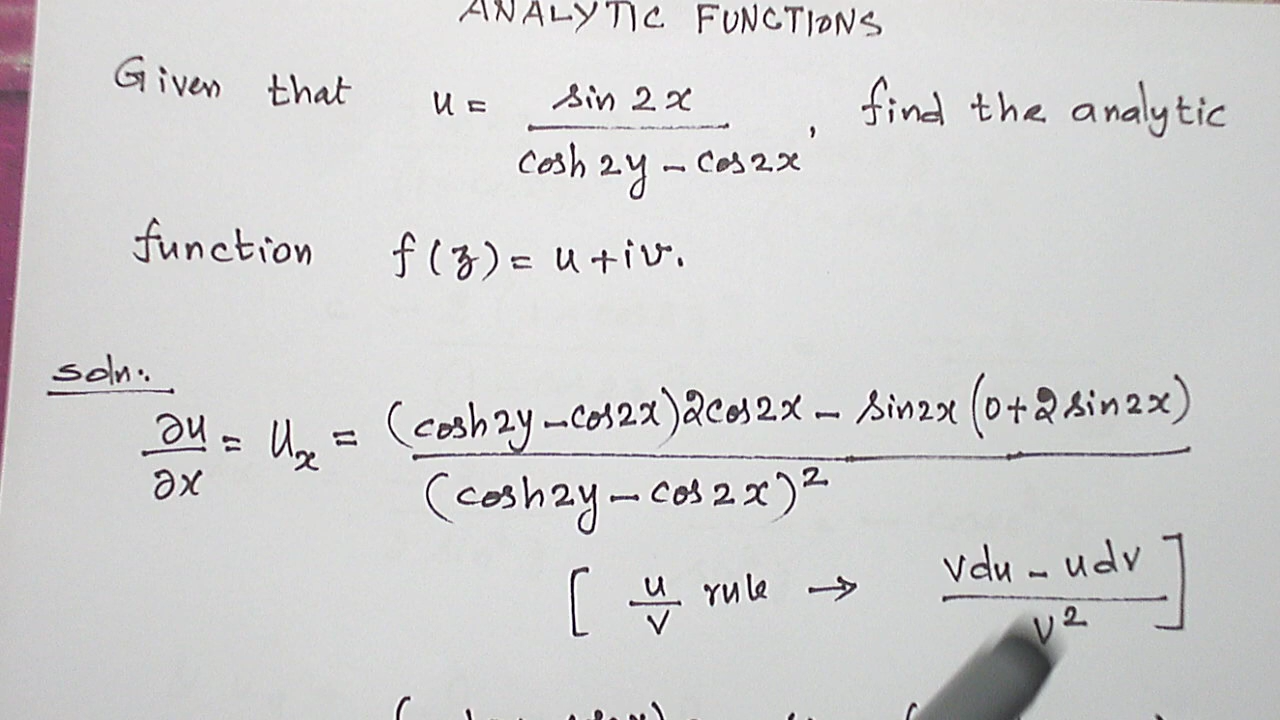 ANALYTIC FUNCTIONS
Given that u = sin 2x / cosh 2y - cos 2x , find the analytic
function f(z) = u + iv.
Soln:.
∂u/∂x = Ux = (cosh2y - cos2x)2cos2x - sin2x(0+2sin2x) / (cosh2y - cos2x)²
[ u/v rule → vdu - udv / v² ]